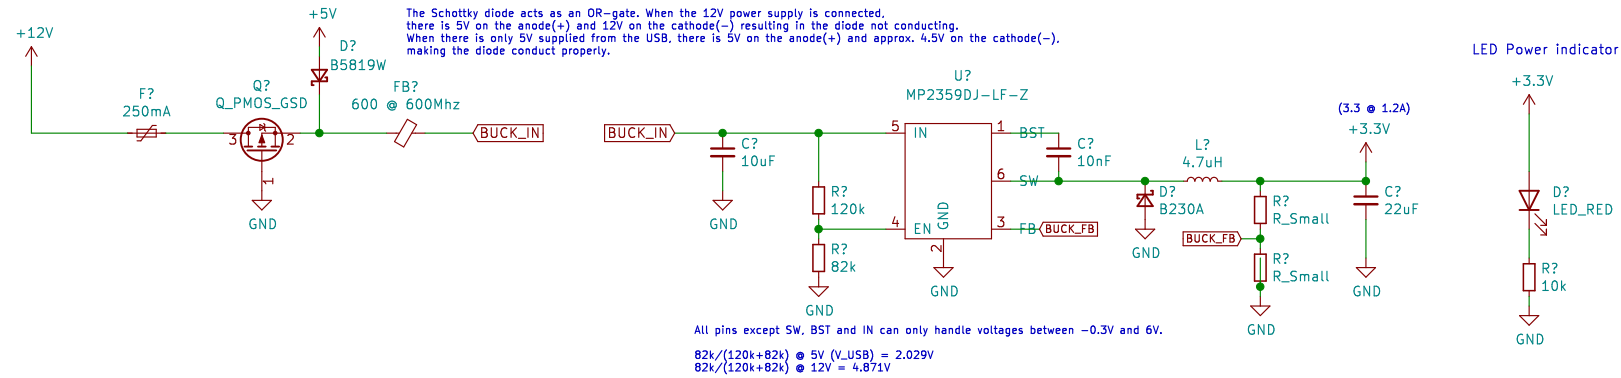 The Schottky diode acts as an OR-gate. When the 12V power supply is connected,
there is 5V on the anode(+) and 12V on the cathode(-) resulting in the diode not conducting.
When there is only 5V supplied from the USB, there is 5V on the anode(+) and approx. 4.5V on the cathode(-),
making the diode conduct properly.
+12V
F?
250mA
Q?
Q_PMOS_GSD
3
2
1
GND
+5V
D?
B5819W
FB?
600 @ 600Mhz
BUCK_IN
BUCK_IN
C?
10uF
GND
R?
120k
R?
82k
GND
U?
MP2359DJ-LF-Z
5
IN
4
EN
1
BST
6
SW
3
FB
GND
2
GND
BUCK_FB
C?
10nF
D?
B230A
GND
L?
4.7uH
BUCK_FB
R?
R_Small
R?
R_Small
GND
(3.3 @ 1.2A)
+3.3V
C?
22uF
GND
LED Power indicator
+3.3V
D?
LED_RED
R?
10k
GND
All pins except SW, BST and IN can only handle voltages between -0.3V and 6V.
82k/(120k+82k) @ 5V (V_USB) = 2.029V
82k/(120k+82k) @ 12V = 4.871V